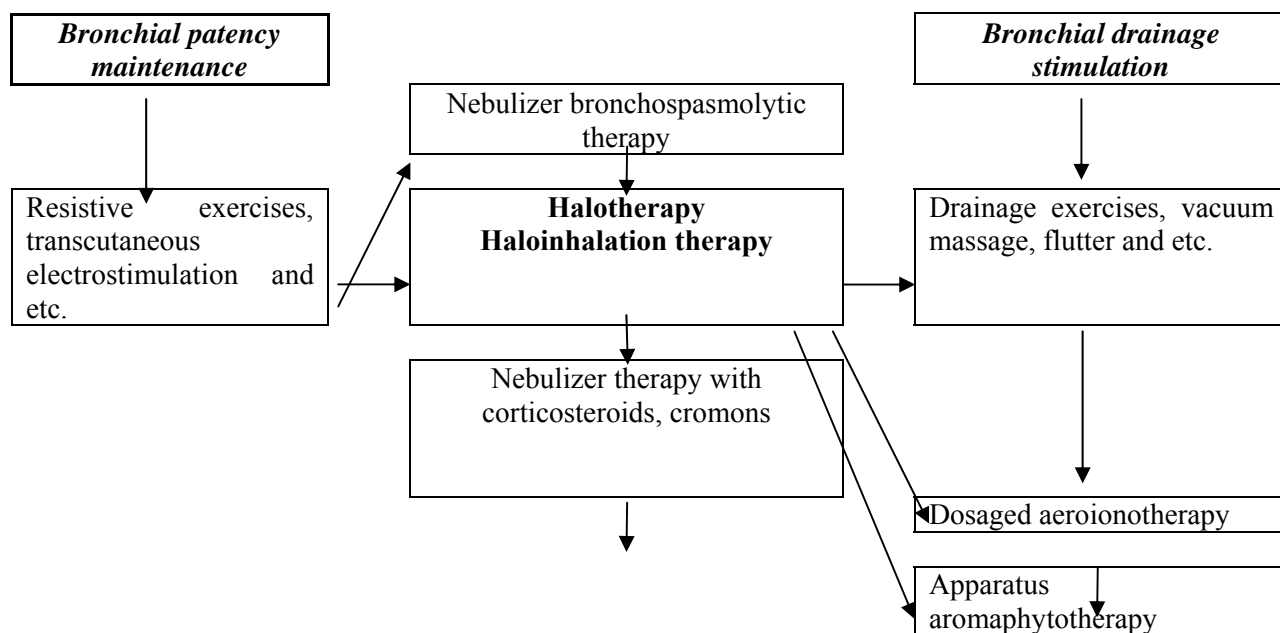 Bronchial patency
maintenance
Bronchial drainage
stimulation
Nebulizer bronchospasmolytic
therapy
Resistive exercises,
transcutaneous
electrostimulation and
etc.
Halotherapy
Haloinhalation therapy
Drainage exercises, vacuum
massage, flutter and etc.
Nebulizer therapy with
corticosteroids, cromons
Dosaged aeroionotherapy
Apparatus
aromaphytotherapy